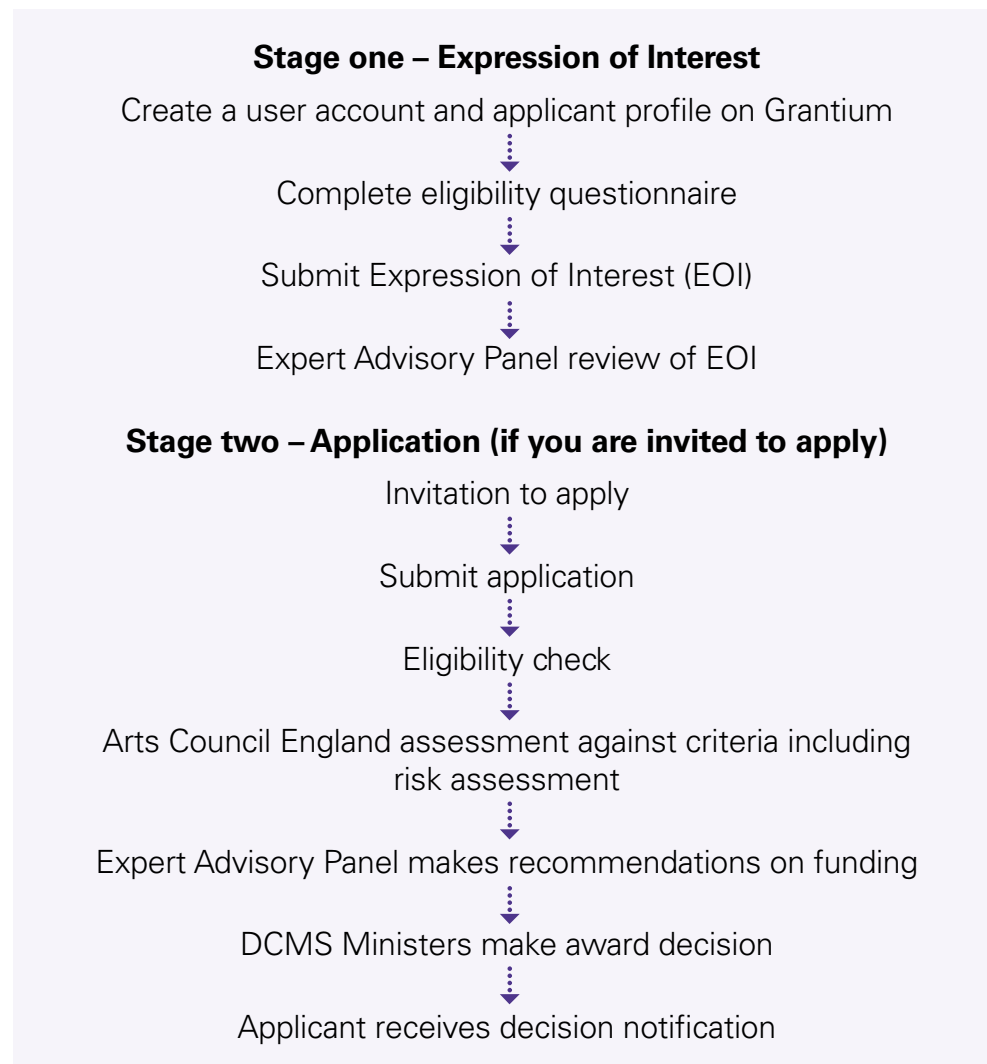 Stage one – Expression of Interest
Create a user account and applicant profile on Grantium
Complete eligibility questionnaire
Submit Expression of Interest (EOI)
Expert Advisory Panel review of EOI
Stage two – Application (if you are invited to apply)
Invitation to apply
Submit application
Eligibility check
Arts Council England assessment against criteria including
risk assessment
Expert Advisory Panel makes recommendations on funding
DCMS Ministers make award decision
Applicant receives decision notification